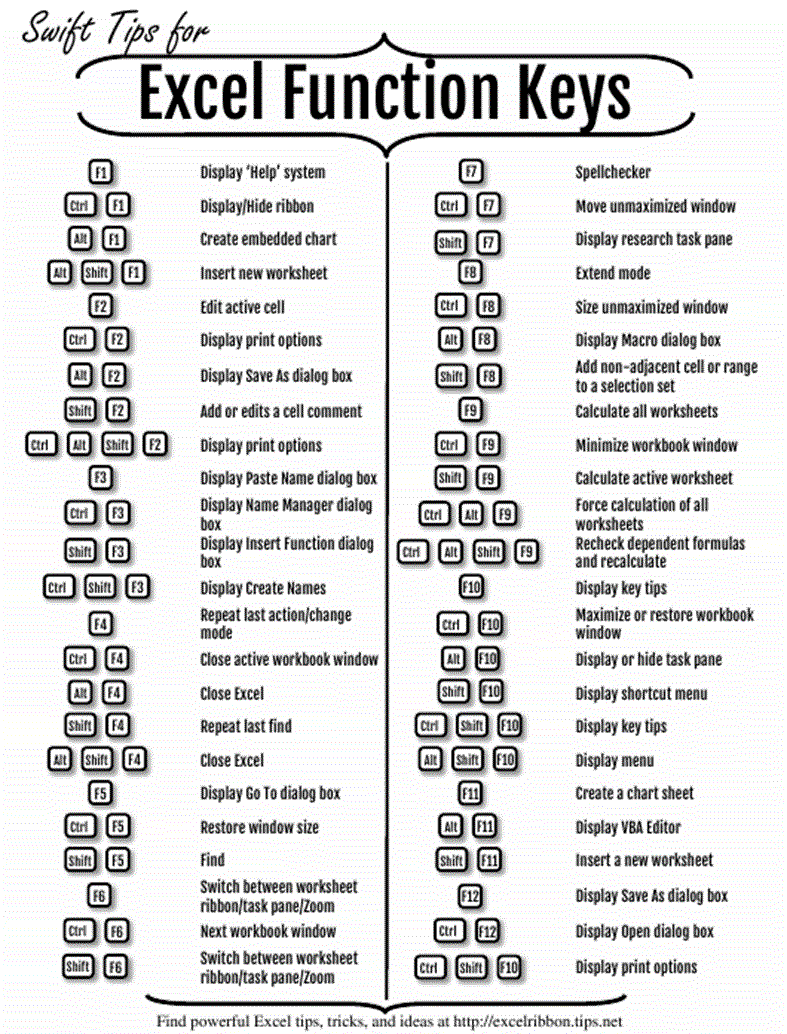 Swift Tips for
Excel Function Keys
F1 Display ‘Help’ system
Ctrl F1 Display/Hide ribbon
Alt F1 Create embedded chart
Alt Shift F1 Insert new worksheet
F2 Edit active cell
Ctrl F2 Display print options
Alt F2 Display Save As dialog box
Shift F2 Add or edits a cell comment
Ctrl Alt Shift F2 Display print options
F3 Display Paste Name dialog box
Ctrl F3 Display Name Manager dialog
box
Shift F3 Display Insert Function dialog
box
Ctrl Shift F3 Display Create Names
F4 Repeat last action/change
mode
Ctrl F4 Close active workbook window
Alt F4 Close Excel
Shift F4 Repeat last find
Alt Shift F4 Close Excel
F5 Display Go To dialog box
Ctrl F5 Restore window size
Shift F5 Find
F6 Switch between worksheet
ribbon/task pane/Zoom
Ctrl F6 Next workbook window
Shift F6 Switch between worksheet
ribbon/task pane/Zoom
F7 Spellchecker
Ctrl F7 Move unmaximized window
Shift F7 Display research task pane
F8 Extend mode
Ctrl F8 Size unmaximized window
Alt F8 Display Macro dialog box
Shift F8 Add non-adjacent cell or range
to a selection set
F9 Calculate all worksheets
Ctrl F9 Minimize workbook window
Shift F9 Calculate active worksheet
Ctrl Alt F9 Force calculation of all
worksheets
Ctrl Alt Shift F9 Recheck dependent formulas
and recalculate
F10 Display key tips
Ctrl F10 Maximize or restore workbook
window
Alt F10 Display or hide task pane
Shift F10 Display shortcut menu
Ctrl Shift F10 Display key tips
Alt Shift F10 Display menu
F11 Create a chart sheet
Alt F11 Display VBA Editor
Shift F11 Insert a new worksheet
F12 Display Save As dialog box
Ctrl F12 Display Open dialog box
Ctrl Shift F10 Display print options
Find powerful Excel tips, tricks, and ideas at http://excelribbon.tips.net